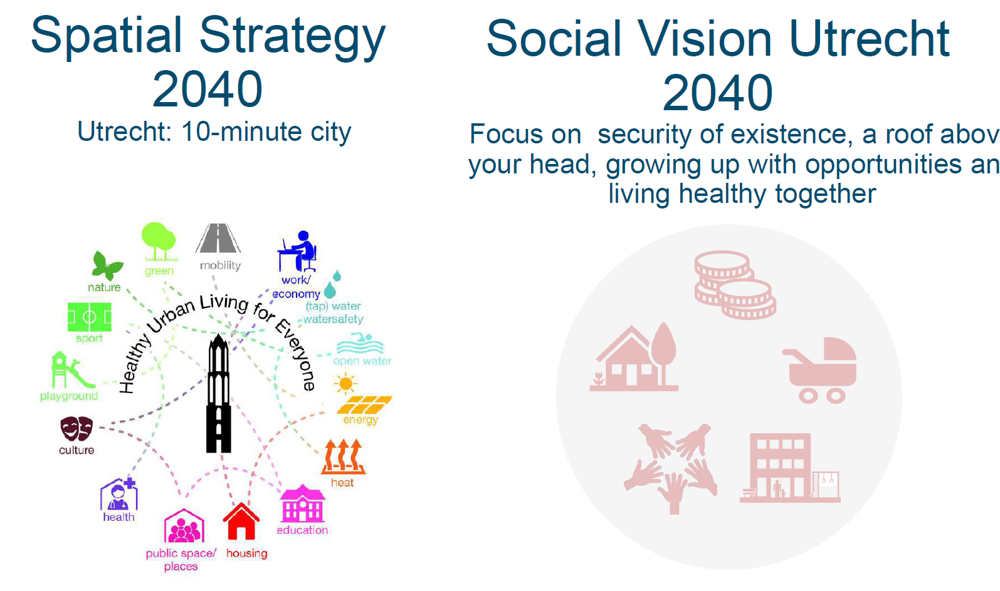 Spatial Strategy
2040
Utrecht: 10-minute city
Social Vision Utrecht
2040
Focus on  security of existence, a roof abov
your head, growing up with opportunities an
living healthy together
green
mobility
work/
economy
nature
(tap) water
watersafety
sport
open water
playground
energy
culture
heat
health
education
public space/
places
housing
Healthy Urban Living for Everyone